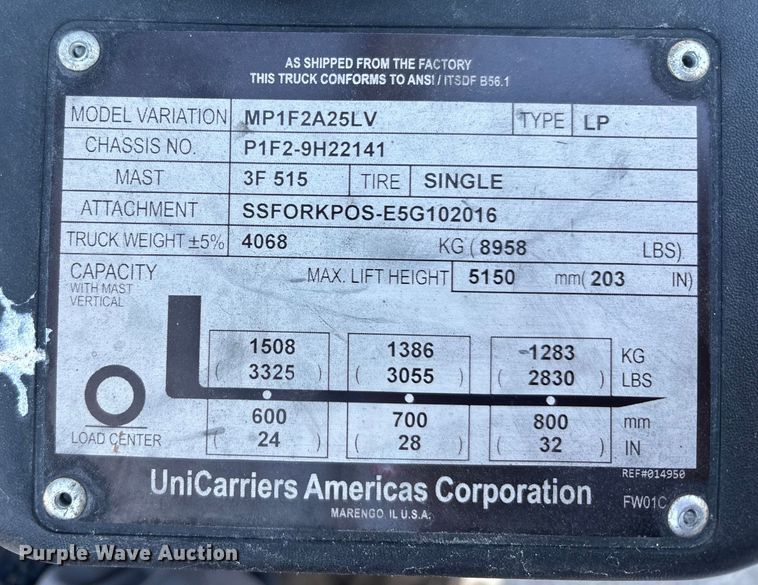 AS SHIPPED FROM THE FACTORY
THIS TRUCK CONFORMS TO ANSI / ITSDF B56.1
MODEL VARIATION MP1F2A25LV TYPE LP
CHASSIS NO. P1F2-9H22141
MAST 3F 515 TIRE SINGLE
ATTACHMENT SSFORKPOS-E5G102016
TRUCK WEIGHT ±5% 4068 KG ( 8958 LBS)
CAPACITY MAX. LIFT HEIGHT 5150 mm( 203 IN)
WITH MAST
VERTICAL
1508 1386 1283 KG
( 3325 ) ( 3055 ) ( 2830 ) LBS
600 700 800 mm
LOAD CENTER ( 24 ) ( 28 ) ( 32 ) IN
REF#014950
UniCarriers Americas Corporation
FW01C
MARENGO, IL U.S.A.
Purple Wave Auction